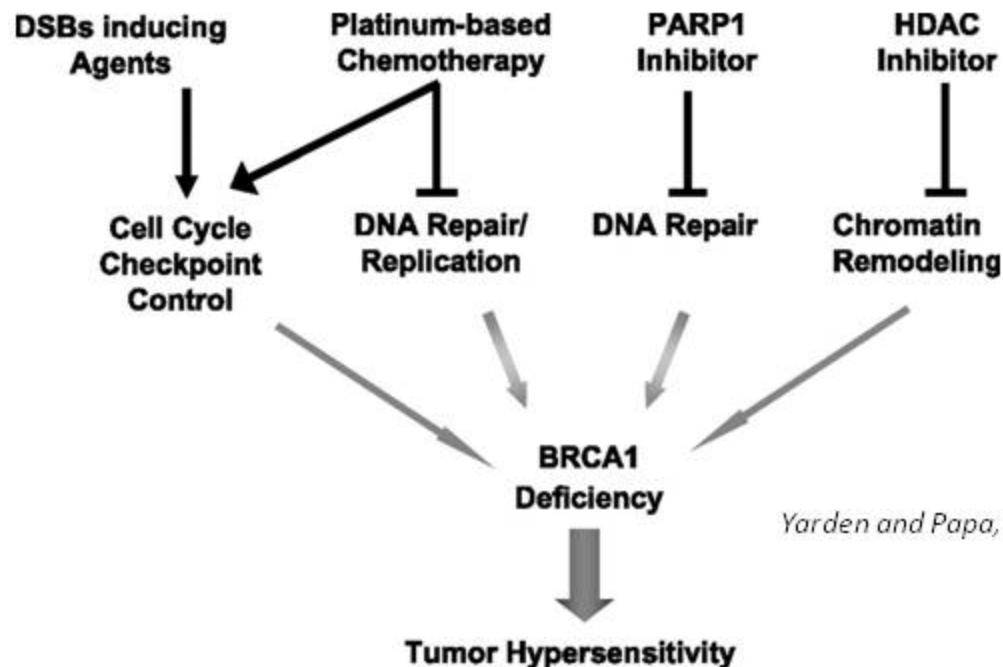 DSBs inducing
Agents
Platinum-based
Chemotherapy
PARP1
Inhibitor
HDAC
Inhibitor
Cell Cycle
Checkpoint
Control
DNA Repair/
Replication
DNA Repair
Chromatin
Remodeling
BRCA1
Deficiency
Yarden and Papa,
Tumor Hypersensitivity